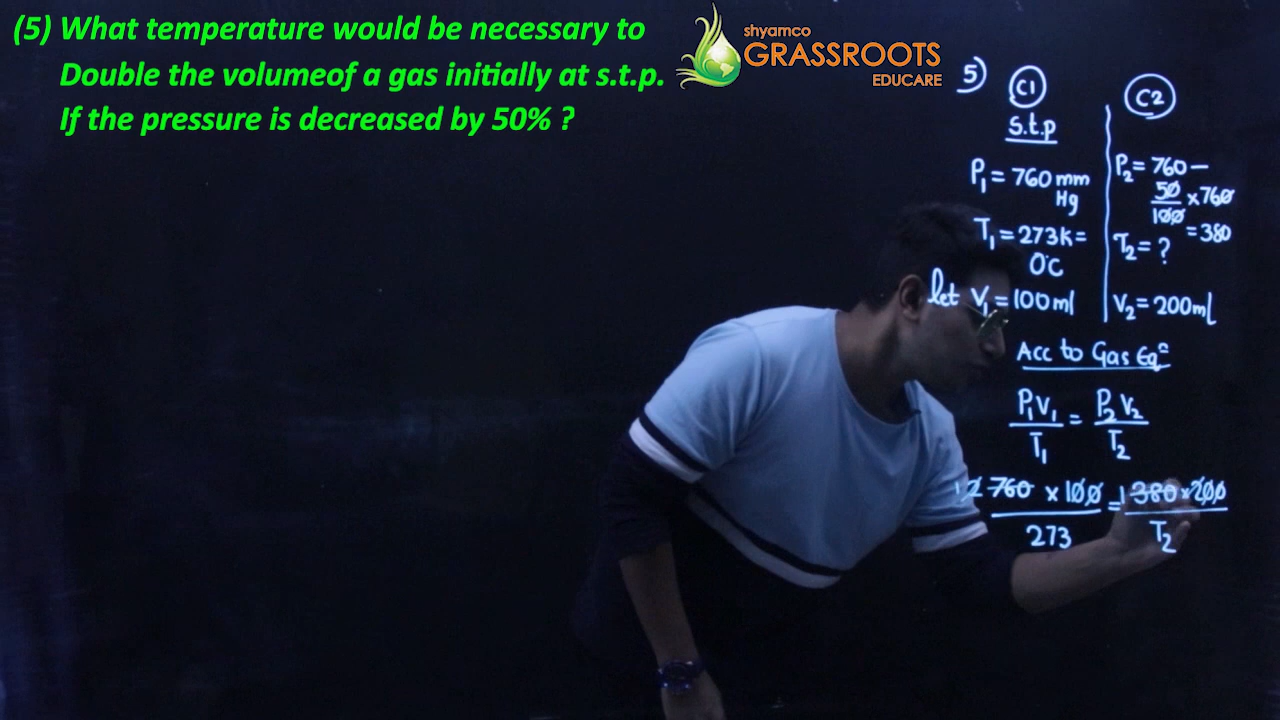 (5) What temperature would be necessary to
Double the volumeof a gas initially at s.t.p.
If the pressure is decreased by 50% ?
shyamco
GRASSROOTS
EDUCARE
5)
C1
S.t.p
P₁ = 760 mm
Hg
T₁ = 273K =
0°C
let V₁ = 100 ml
C2
P₂ = 760 —
50/100 × 760
= 380
T₂ = ?
V₂ = 200ml
Acc to Gas Eqⁿ
P₁V₁/T₁ = P₂V₂/T₂
1 2 760 × 100 / 273 = 1 380 × 200 / T₂